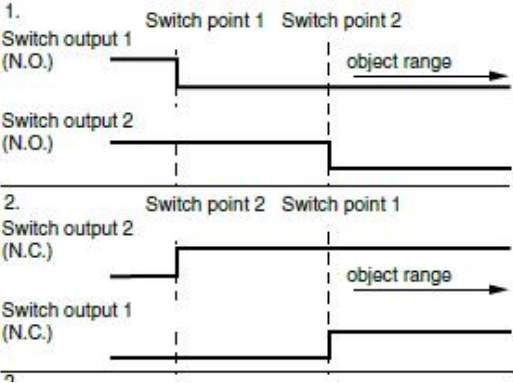 1.
Switch point 1 Switch point 2
Switch output 1
(N.O.)
object range
Switch output 2
(N.O.)
2.
Switch point 2 Switch point 1
Switch output 2
(N.C.)
object range
Switch output 1
(N.C.)